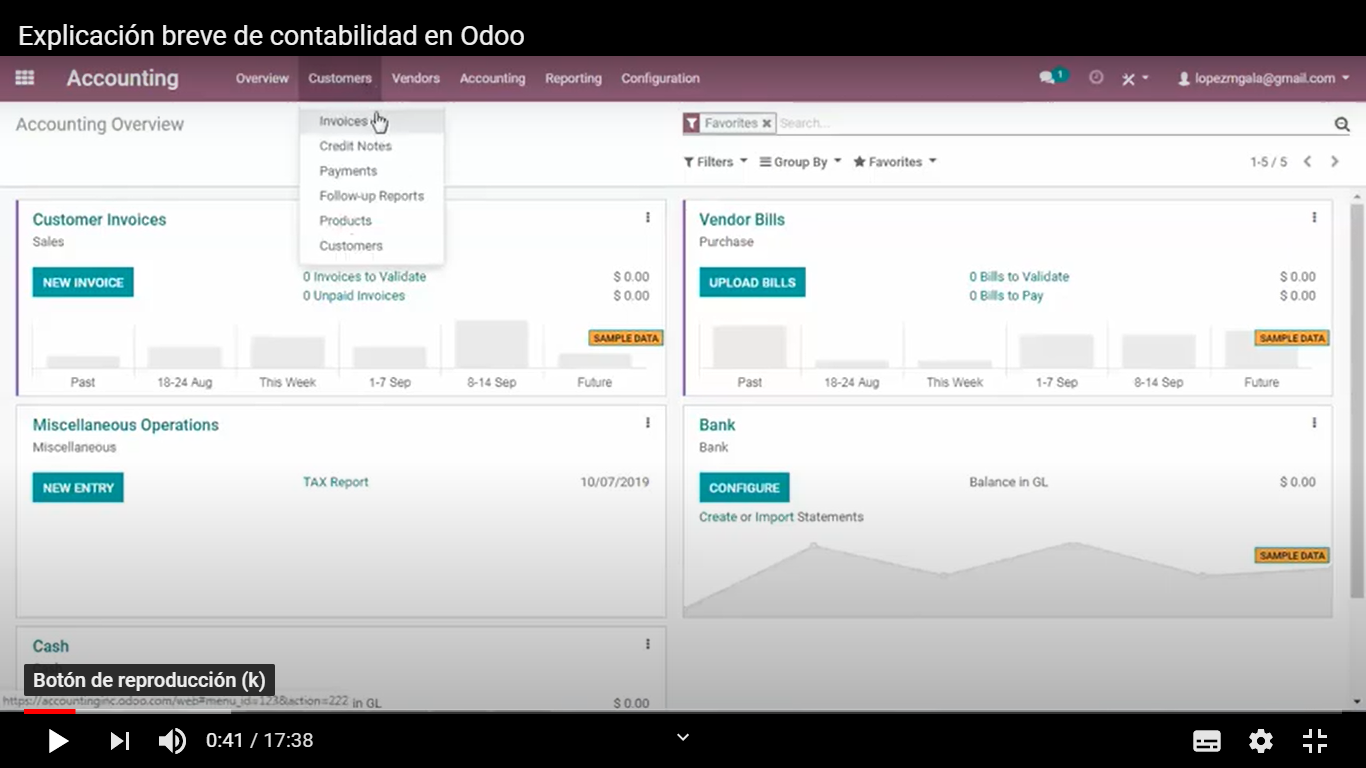 Explicación breve de contabilidad en Odoo
Accounting Overview Customers Vendors Accounting Reporting Configuration 1 lopezmgala@gmail.com
Accounting Overview
Favorites × Search...
Filters Group By Favorites 1-5 / 5
Invoices
Credit Notes
Payments
Follow-up Reports
Products
Customers
Customer Invoices
Sales
NEW INVOICE
0 Invoices to Validate $ 0.00
0 Unpaid Invoices $ 0.00
SAMPLE DATA
Past 18-24 Aug This Week 1-7 Sep 8-14 Sep Future
Vendor Bills
Purchase
UPLOAD BILLS
0 Bills to Validate $ 0.00
0 Bills to Pay $ 0.00
SAMPLE DATA
Past 18-24 Aug This Week 1-7 Sep 8-14 Sep Future
Miscellaneous Operations
Miscellaneous
NEW ENTRY
TAX Report 10/07/2019
Bank
Bank
CONFIGURE
Balance in GL $ 0.00
Create or Import Statements
SAMPLE DATA
Cash
Botón de reproducción (k)
https://accountinginc.odoo.com/web#menu_id=123&action=222 in GL $ 0.00
0:41 / 17:38